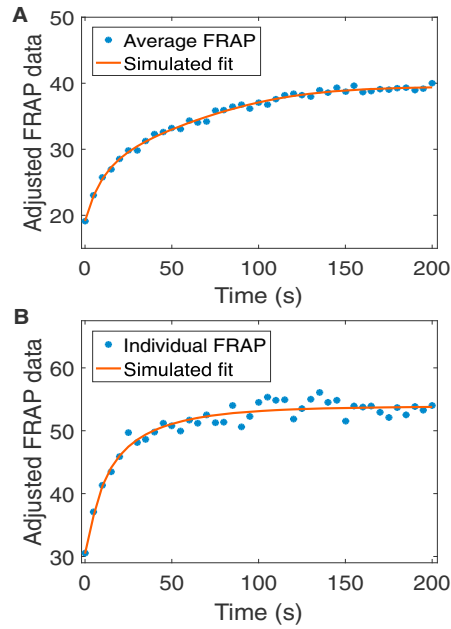 A
50
40
30
20
Adjusted FRAP data
Average FRAP
Simulated fit
0
50
100
150
200
Time (s)
B
60
50
40
30
Adjusted FRAP data
Individual FRAP
Simulated fit
0
50
100
150
200
Time (s)